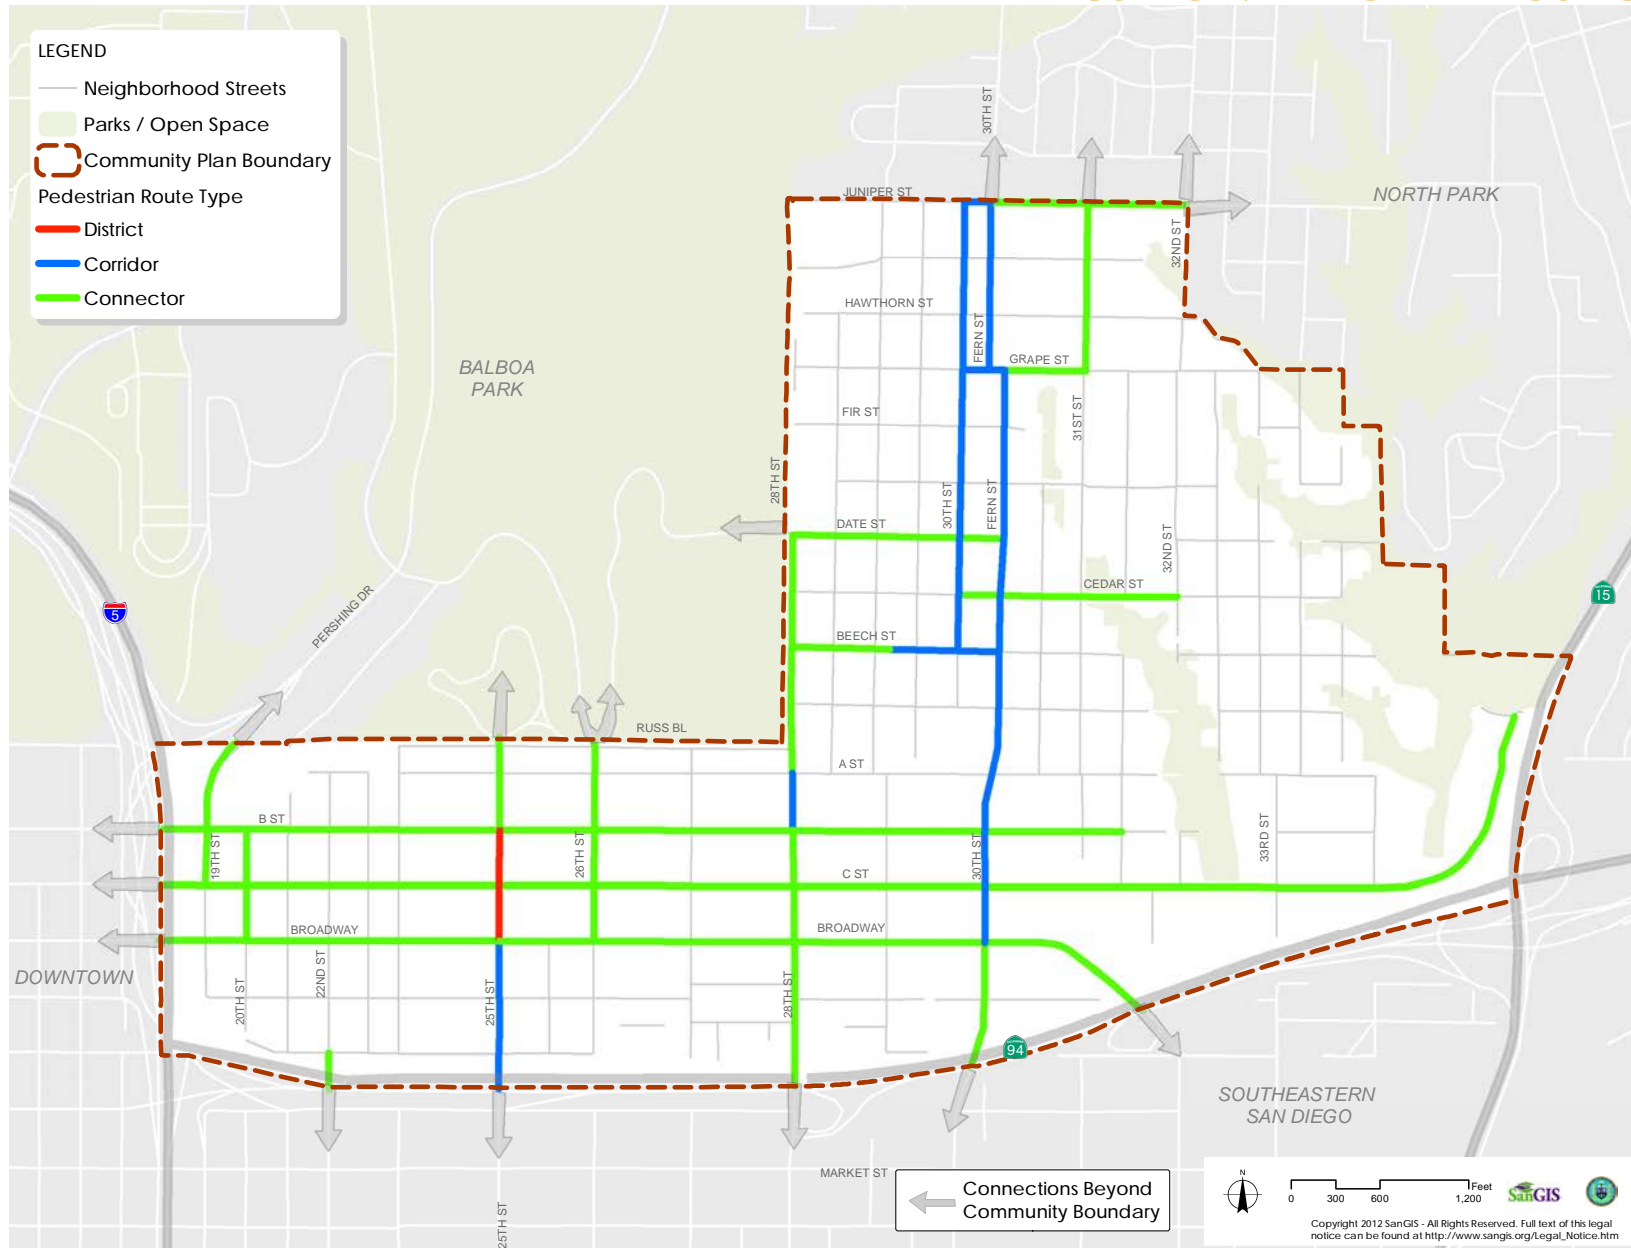 LEGEND
Neighborhood Streets
Parks / Open Space
Community Plan Boundary
Pedestrian Route Type
District
Corridor
Connector
30TH ST
JUNIPER ST
NORTH PARK
32ND ST
HAWTHORN ST
FERN ST
GRAPE ST
BALBOA
PARK
FIR ST
31ST ST
28TH ST
30TH ST
FERN ST
DATE ST
32ND ST
CEDAR ST
5
15
PERSHING DR
BEECH ST
RUSS BL
A ST
B ST
19TH ST
26TH ST
30TH ST
33RD ST
C ST
BROADWAY
BROADWAY
DOWNTOWN
20TH ST
22ND ST
25TH ST
28TH ST
94
SOUTHEASTERN
SAN DIEGO
MARKET ST
25TH ST
Connections Beyond
Community Boundary
N
Feet
0 300 600 1,200
SanGIS
Copyright 2012 SanGIS - All Rights Reserved. Full text of this legal
notice can be found at http://www.sangis.org/Legal_Notice.htm